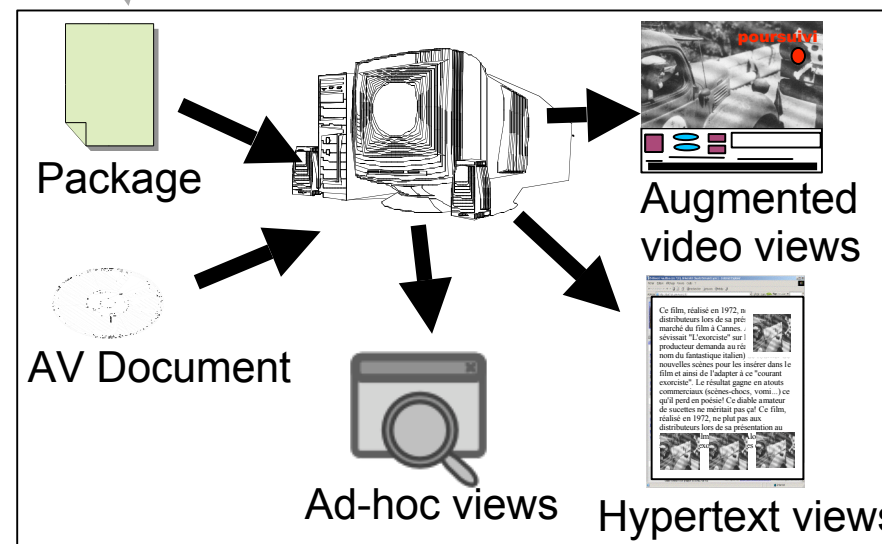 poursuivi
Package
Augmented
video views
AV Document
Ce film, réalisé en 1972, n
distributeurs lors de sa prés
marché du film à Cannes.
sévissait "L'exorciste" sur
producteur demanda au réa
nom du fantastique italien)
nouvelles scènes pour les insérer dans le
film et ainsi de l'adapter à ce "courant
exorciste". Le résultat gagne en atouts
commerciaux (scènes-chocs, vomi...) ce
qu'il perd en poésie! Ce diable amateur
de sucettes ne méritait pas ça! Ce film,
réalisé en 1972, ne plut pas aux
distributeurs lors de sa présentation au
Ad-hoc views
Hypertext views